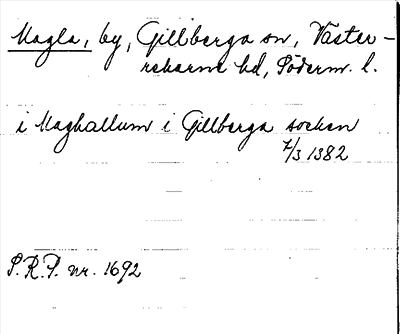 Magla, by, Gillberga sn, Väster-
rekarne hd, Söderm. l.
i Maghallum i Gillberga socken
7/3 1382
S.R.P. nr. 1692